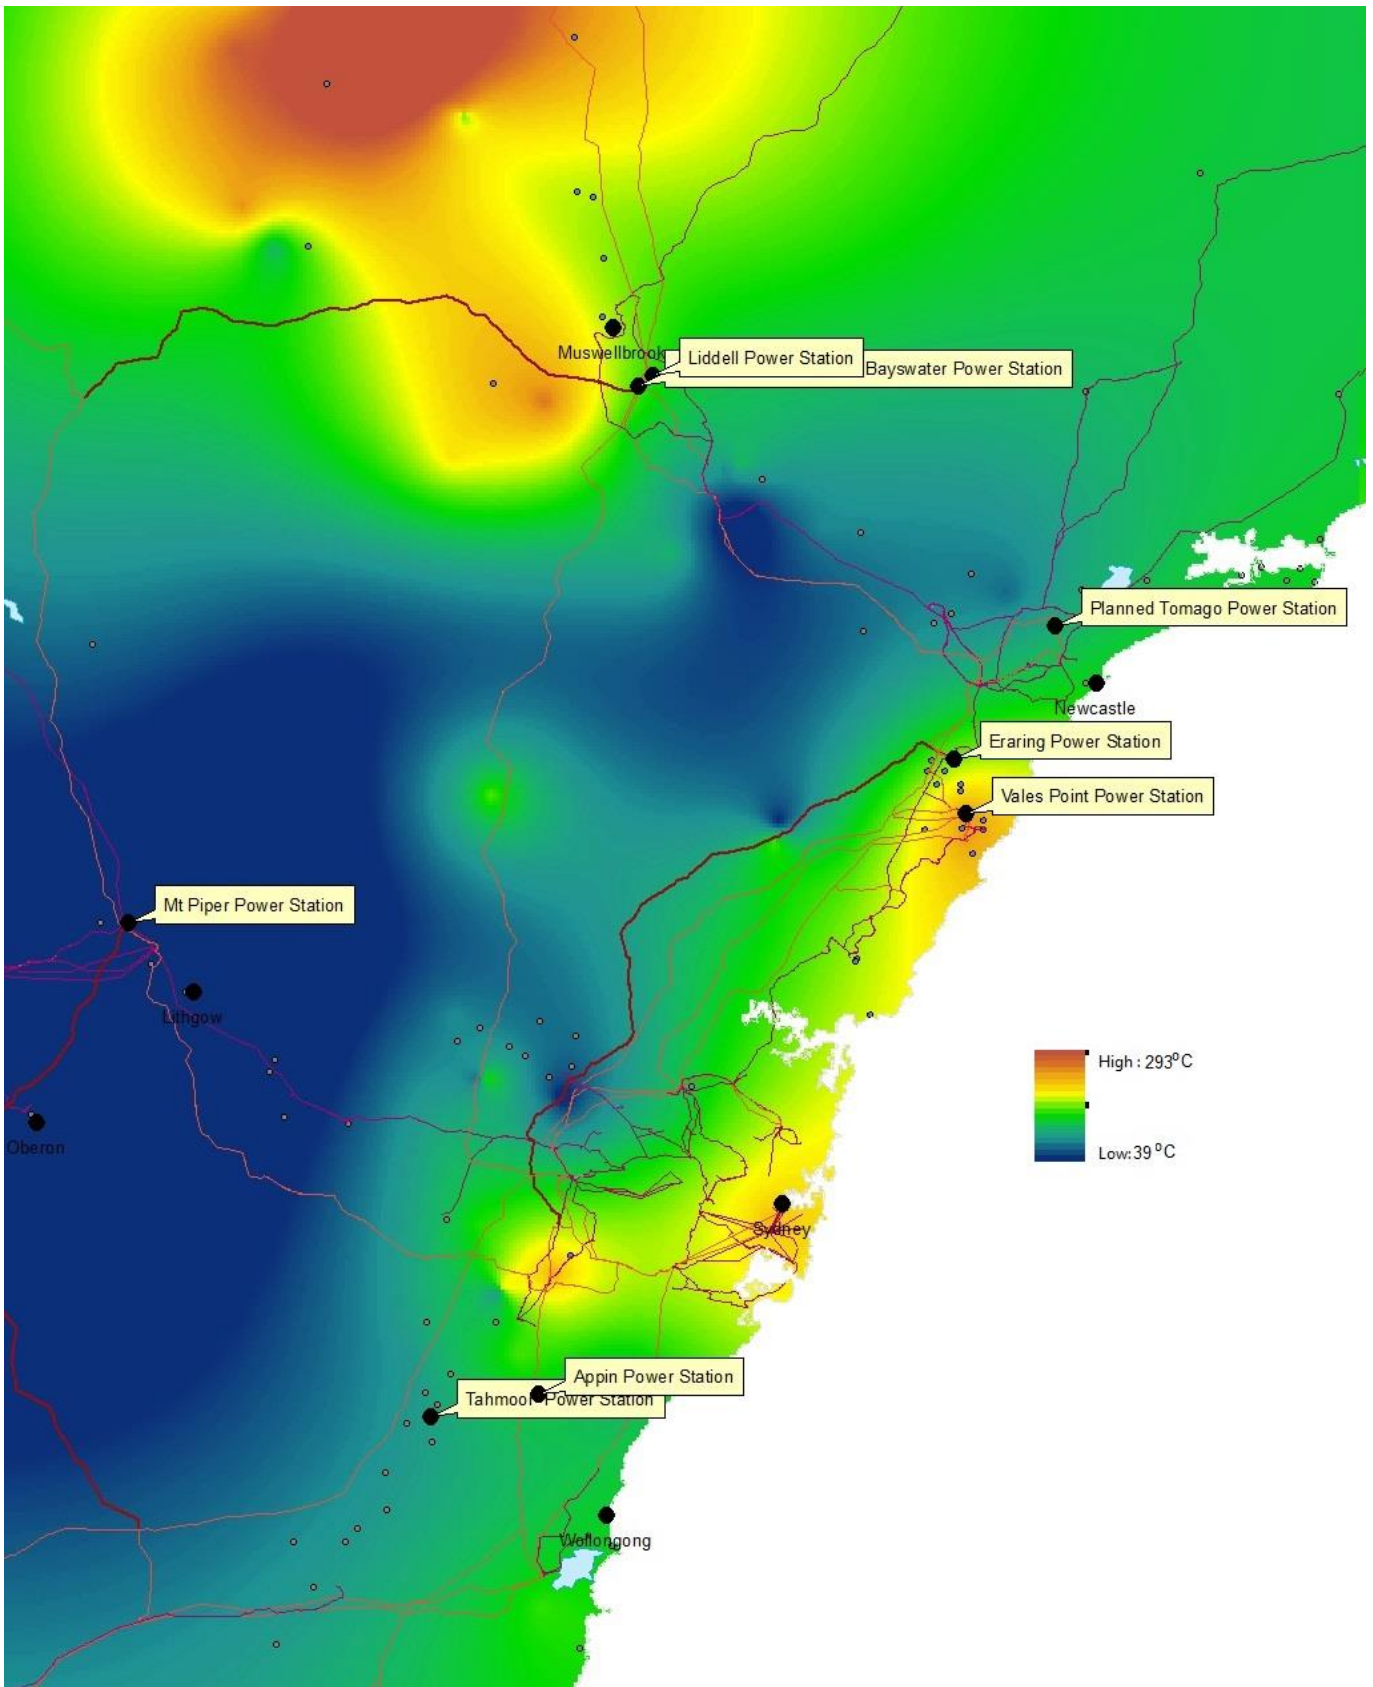 Muswellbrook
Liddell Power Station
Bayswater Power Station
Planned Tomago Power Station
Newcastle
Eraring Power Station
Vales Point Power Station
Mt Piper Power Station
Lithgow
High : 293°C
Low: 39 °C
Oberon
Sydney
Appin Power Station
Tahmoor Power Station
Wollongong